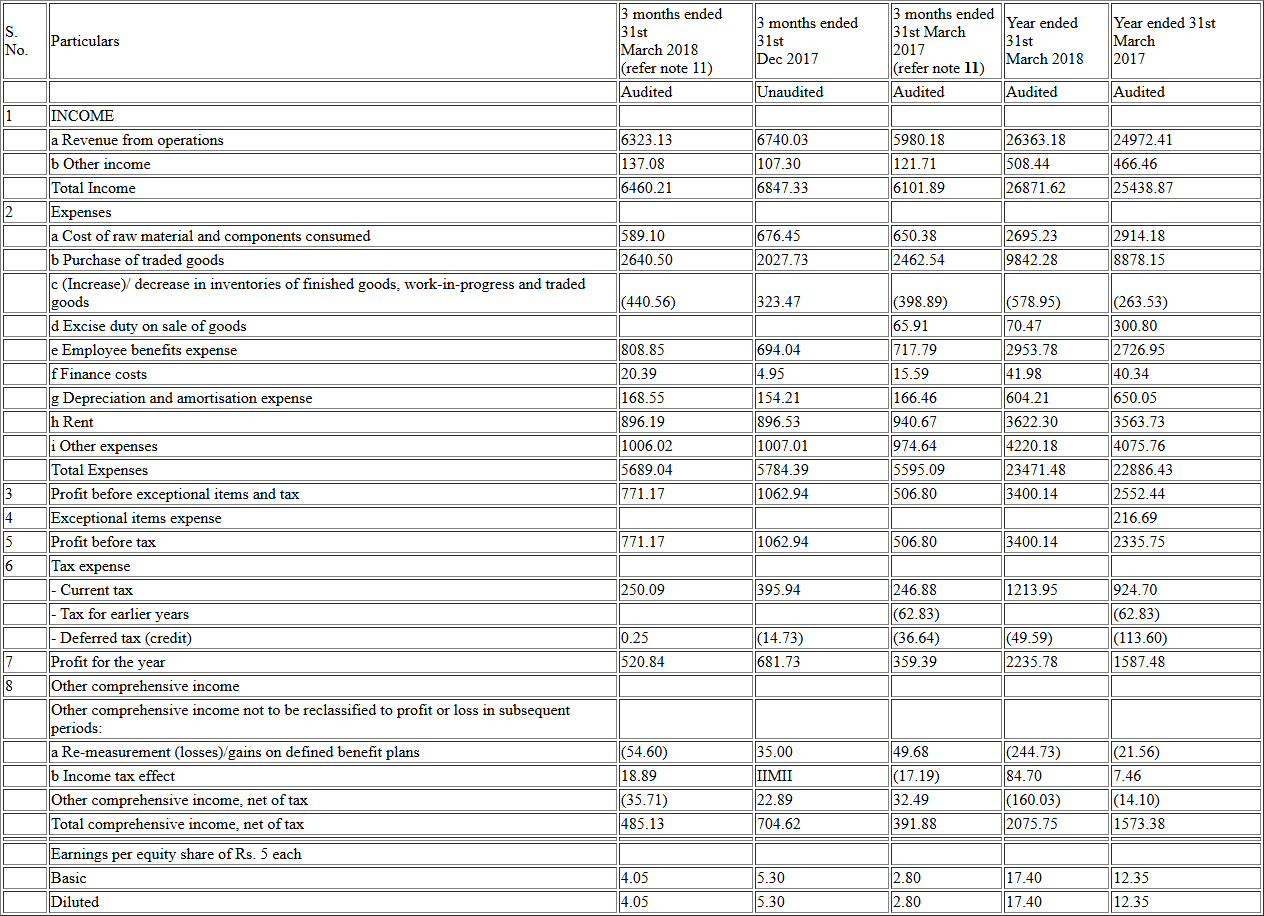 S. No. Particulars 3 months ended 31st March 2018 (refer note 11) 3 months ended 31st Dec 2017 3 months ended 31st March 2017 (refer note 11) Year ended 31st March 2018 Year ended 31st March 2017
Audited Unaudited Audited Audited Audited
1 INCOME
a Revenue from operations 6323.13 6740.03 5980.18 26363.18 24972.41
b Other income 137.08 107.30 121.71 508.44 466.46
Total Income 6460.21 6847.33 6101.89 26871.62 25438.87
2 Expenses
a Cost of raw material and components consumed 589.10 676.45 650.38 2695.23 2914.18
b Purchase of traded goods 2640.50 2027.73 2462.54 9842.28 8878.15
c (Increase)/ decrease in inventories of finished goods, work-in-progress and traded goods (440.56) 323.47 (398.89) (578.95) (263.53)
d Excise duty on sale of goods 65.91 70.47 300.80
e Employee benefits expense 808.85 694.04 717.79 2953.78 2726.95
f Finance costs 20.39 4.95 15.59 41.98 40.34
g Depreciation and amortisation expense 168.55 154.21 166.46 604.21 650.05
h Rent 896.19 896.53 940.67 3622.30 3563.73
i Other expenses 1006.02 1007.01 974.64 4220.18 4075.76
Total Expenses 5689.04 5784.39 5595.09 23471.48 22886.43
3 Profit before exceptional items and tax 771.17 1062.94 506.80 3400.14 2552.44
4 Exceptional items expense 216.69
5 Profit before tax 771.17 1062.94 506.80 3400.14 2335.75
6 Tax expense
- Current tax 250.09 395.94 246.88 1213.95 924.70
- Tax for earlier years (62.83) (62.83)
- Deferred tax (credit) 0.25 (14.73) (36.64) (49.59) (113.60)
7 Profit for the year 520.84 681.73 359.39 2235.78 1587.48
8 Other comprehensive income
Other comprehensive income not to be reclassified to profit or loss in subsequent periods:
a Re-measurement (losses)/gains on defined benefit plans (54.60) 35.00 49.68 (244.73) (21.56)
b Income tax effect 18.89 IIMII (17.19) 84.70 7.46
Other comprehensive income, net of tax (35.71) 22.89 32.49 (160.03) (14.10)
Total comprehensive income, net of tax 485.13 704.62 391.88 2075.75 1573.38
Earnings per equity share of Rs. 5 each
Basic 4.05 5.30 2.80 17.40 12.35
Diluted 4.05 5.30 2.80 17.40 12.35